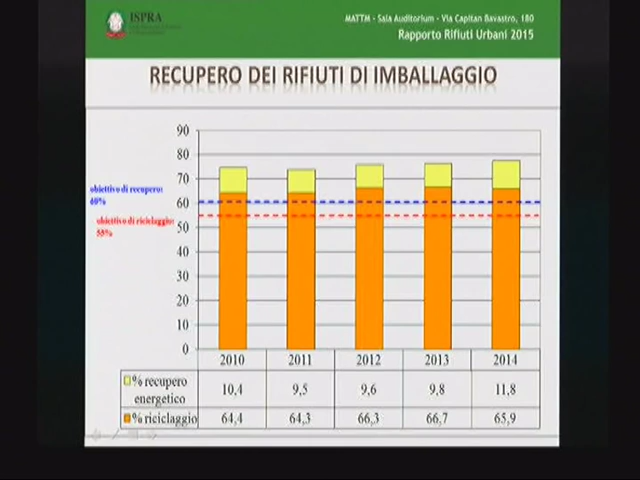 ISPRA
MATTM - Sala Auditorium - Via Capitan Bavastro, 180
Rapporto Rifiuti Urbani 2015
RECUPERO DEI RIFIUTI DI IMBALLAGGIO
90
80
70
60
50
40
30
20
10
0
obiettivo di recupero:
60%
obiettivo di riciclaggio:
55%
2010 2011 2012 2013 2014
% recupero energetico 10,4 9,5 9,6 9,8 11,8
% riciclaggio 64,4 64,3 66,3 66,7 65,9